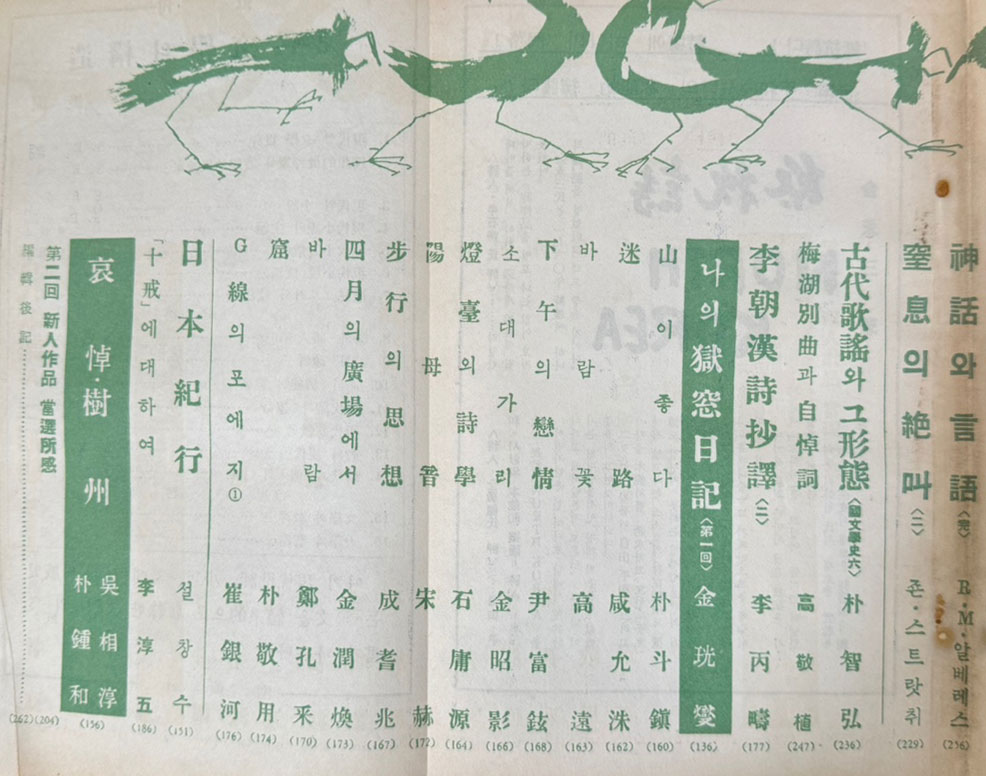 神話와 言語 〈完〉 R·M·알베레스 (256)
窒息의 絶叫 〈二〉 죤·스트랏취 (229)
古代歌謠와 그 形態 〈國文學史六〉 朴智弘 (236)
梅湖別曲과 自悼詞 高敬植 (247)
李朝漢詩抄譯 〈二〉 李丙疇 (177)
나의 獄窓日記 〈第一回〉 金珖燮 (136)
山이 좋다 朴斗鎭 (160)
迷路 咸允洙 (162)
바람꽃 高遠 (163)
下午의 戀情 尹富鉉 (168)
소대가리 金昭影 (166)
燈臺의 詩學 石庸源 (164)
陽母 宋赫 (172)
步行의 思想 成耆兆 (167)
四月의 廣場에서 金潤煥 (173)
바람 鄭孔采 (170)
窟 朴敬用 (174)
G線의 포에지① 崔銀河 (176)
日本紀行 설창수 (151)
「十戒」에 대하여 李淳五 (186)
哀悼·樹州 吳相淳 朴鍾和 (156)
第二回 新人作品 當選所感 (204)
編輯後記 (262)